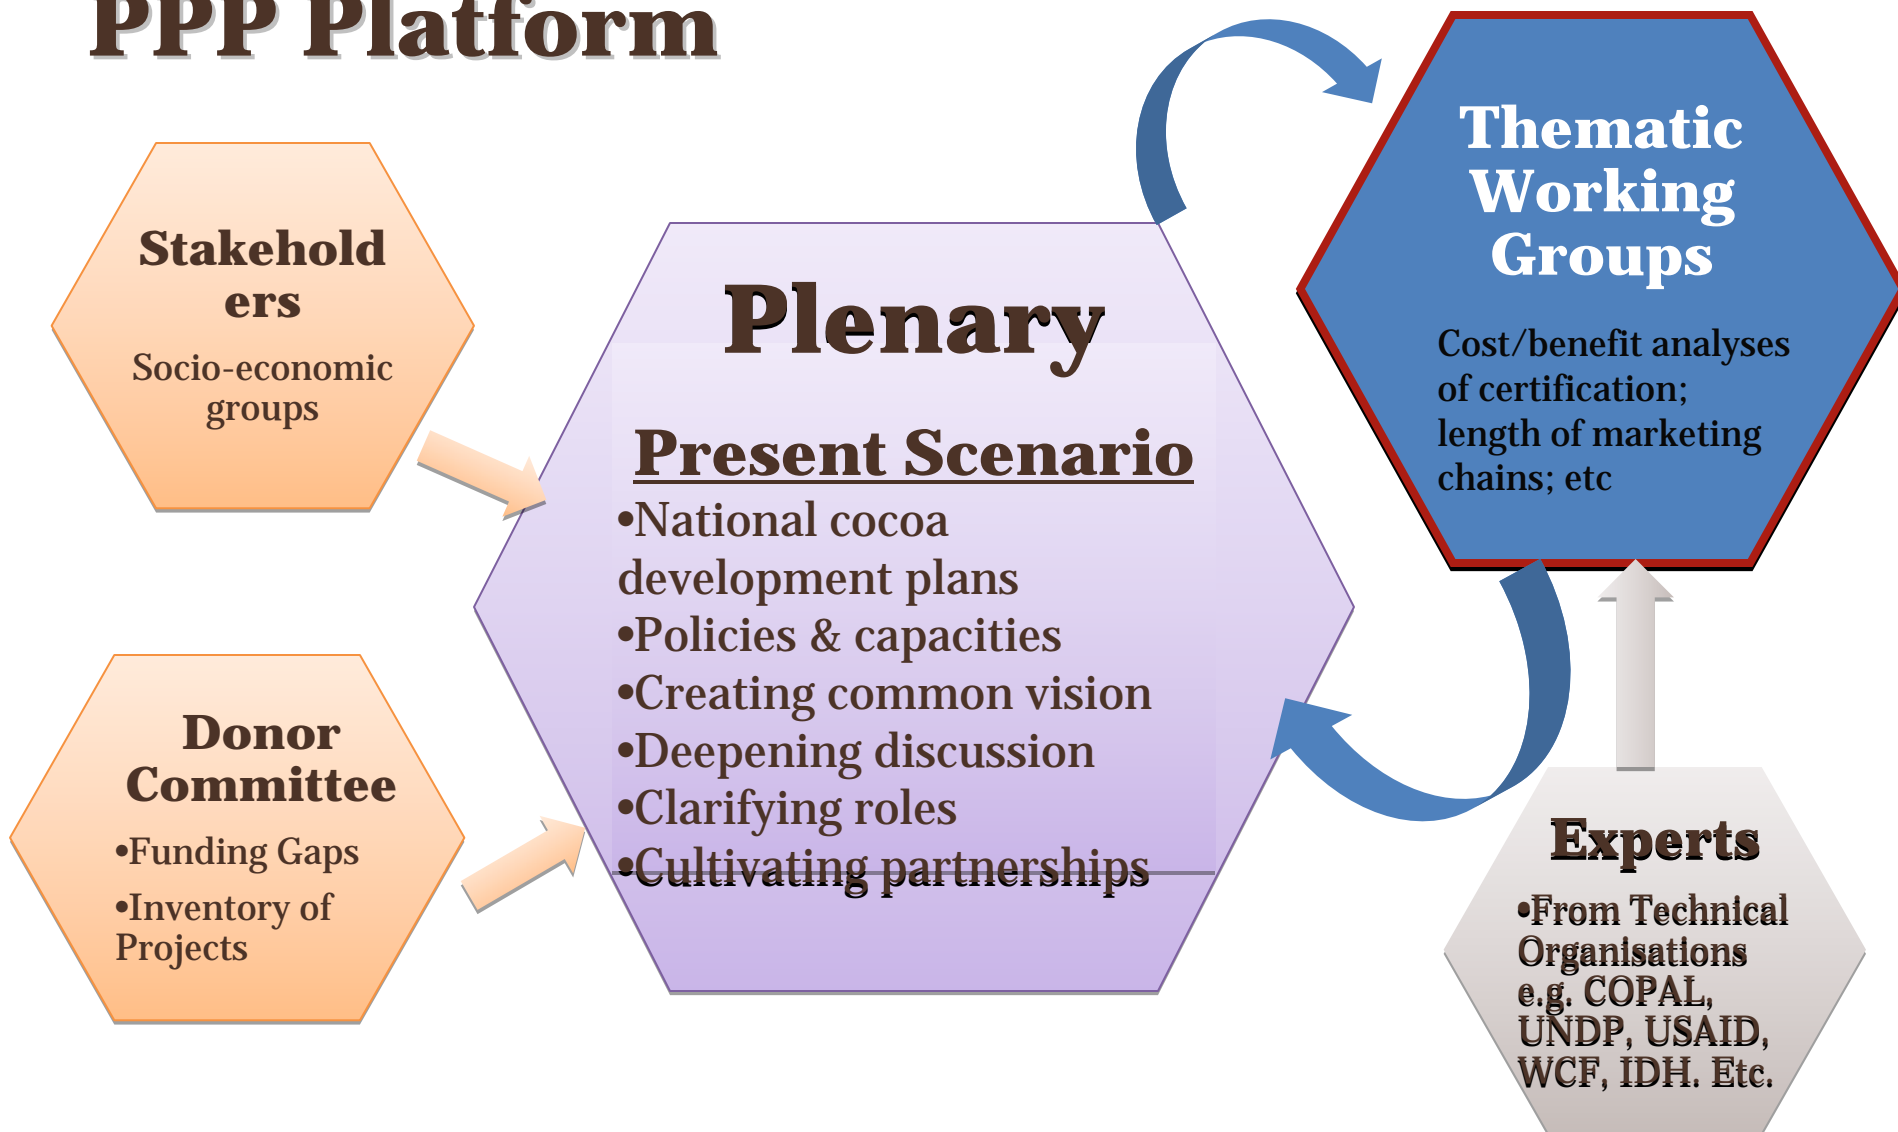 PPP Platform
Stakehold
ers
Socio-economic
groups
Donor
Committee
•Funding Gaps
•Inventory of
Projects
Plenary
Present Scenario
•National cocoa
development plans
•Policies & capacities
•Creating common vision
•Deepening discussion
•Clarifying roles
•Cultivating partnerships
Thematic
Working
Groups
Cost/benefit analyses
of certification;
length of marketing
chains; etc
Experts
•From Technical
Organisations
e.g. COPAL,
UNDP, USAID,
WCF, IDH. Etc.